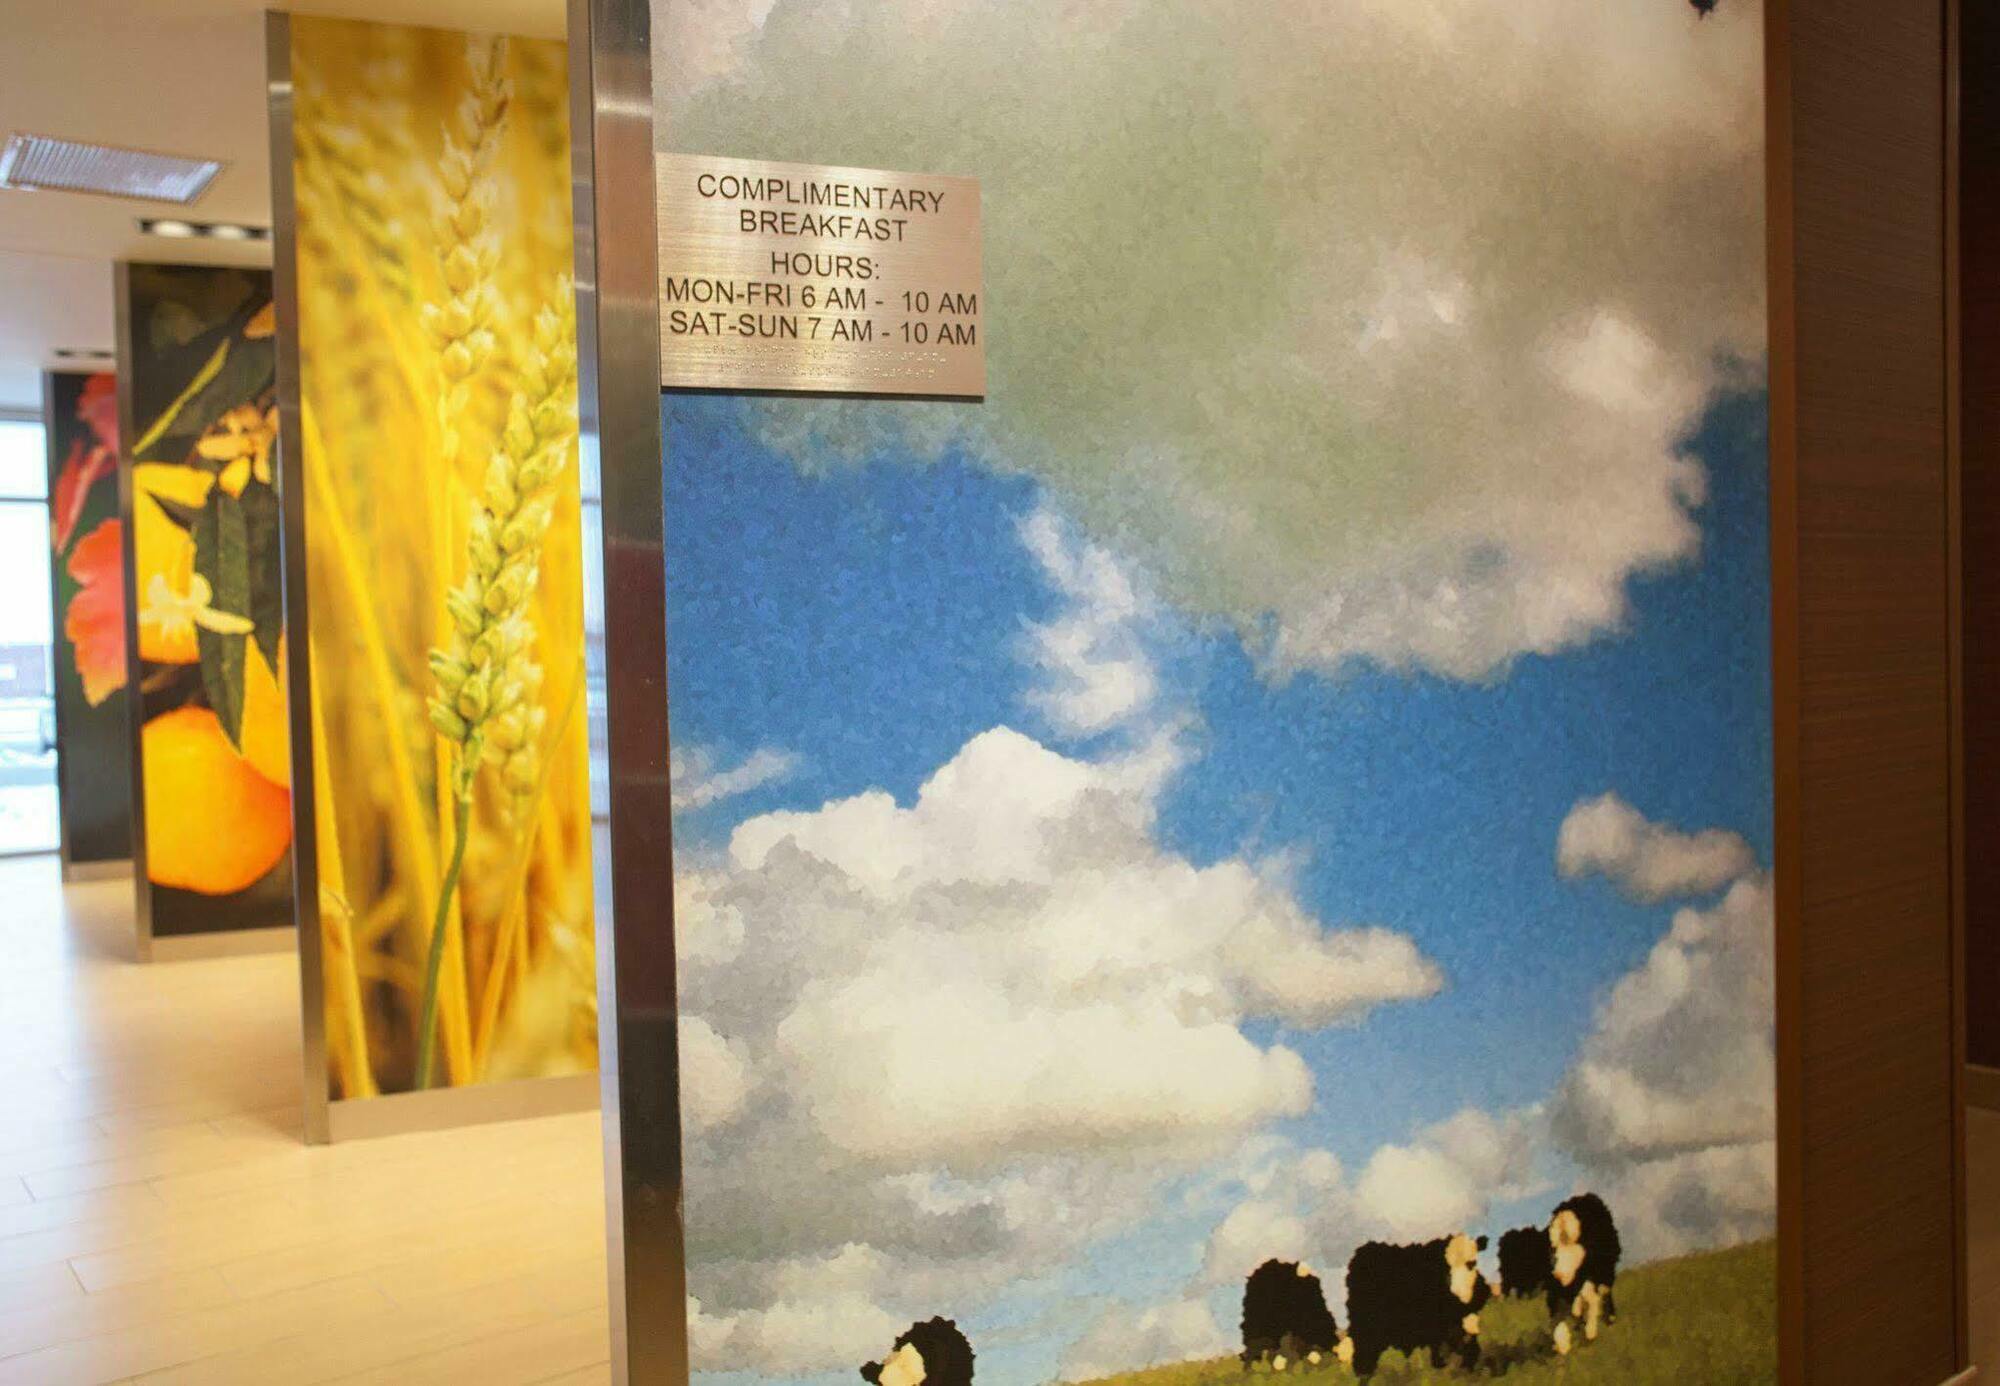 COMPLIMENTARY
BREAKFAST
HOURS:
MON-FRI 6 AM - 10 AM
SAT-SUN 7 AM - 10 AM